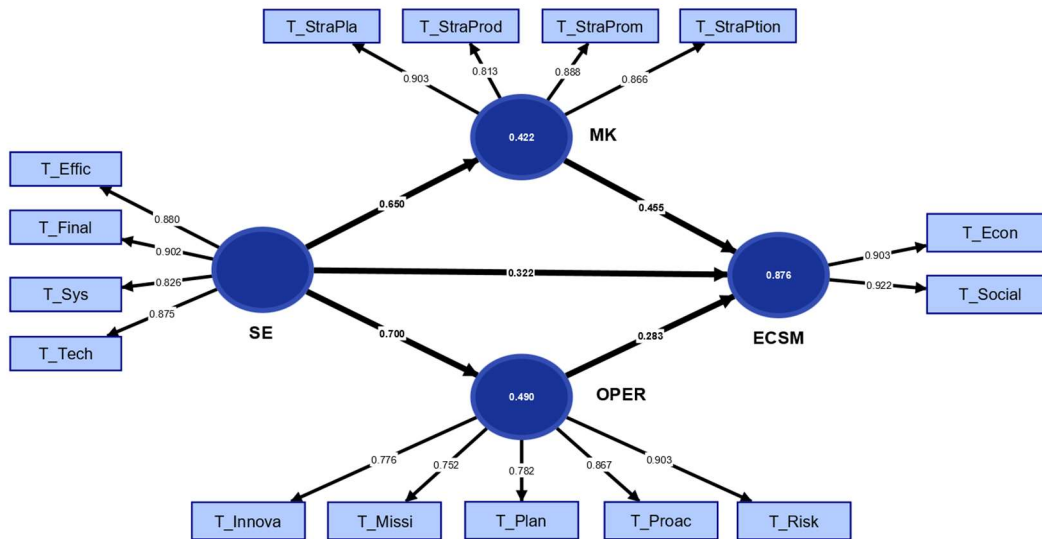 T_StraPla
T_StraProd
T_StraProm
T_StraPtion
0.903
0.813
0.888
0.866
0.422
MK
T_Effic
T_Final
T_Sys
T_Tech
0.880
0.902
0.826
0.875
SE
0.650
0.455
0.322
0.700
0.283
0.876
ECSM
0.903
0.922
T_Econ
T_Social
0.490
OPER
0.776
0.752
0.782
0.867
0.903
T_Innova
T_Missi
T_Plan
T_Proac
T_Risk